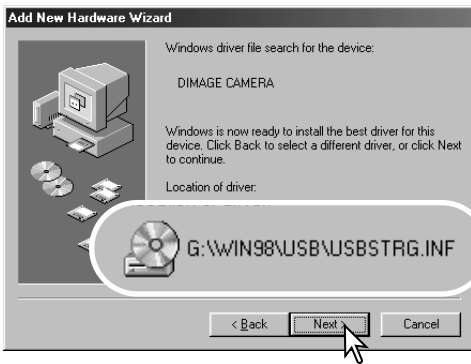 Add New Hardware Wizard
Windows driver file search for the device:
DIMAGE CAMERA
Windows is now ready to install the best driver for this
device. Click Back to select a different driver, or click Next
to continue.
Location of driver:
G:\WIN98\USB\USBSTRG.INF
< Back
Next >
Cancel